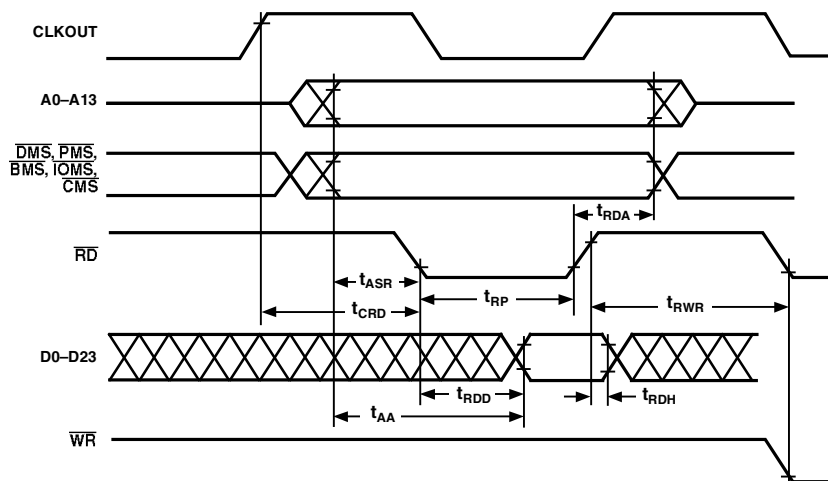 CLKOUT
A0–A13
DMS, PMS,
BMS, IOMS,
CMS
tRDA
RD
tASR
tRP
tCRD
tRWR
D0–D23
tRDD
tRDH
tAA
WR